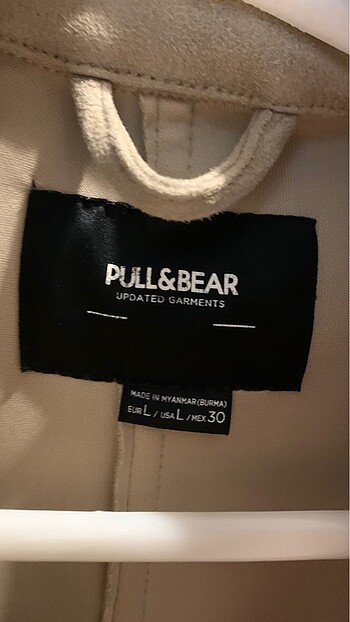 PULL&BEAR
UPDATED GARMENTS
MADE IN MYANMAR (BURMA)
EUR L / USA L / MEX 30